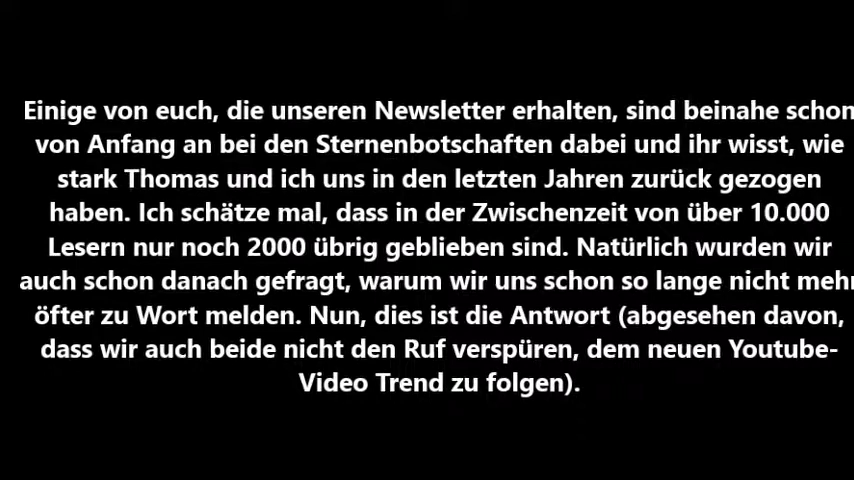 Einige von euch, die unseren Newsletter erhalten, sind beinahe schon
von Anfang an bei den Sternenbotschaften dabei und ihr wisst, wie
stark Thomas und ich uns in den letzten Jahren zurück gezogen
haben. Ich schätze mal, dass in der Zwischenzeit von über 10.000
Lesern nur noch 2000 übrig geblieben sind. Natürlich wurden wir
auch schon danach gefragt, warum wir uns schon so lange nicht mehr
öfter zu Wort melden. Nun, dies ist die Antwort (abgesehen davon,
dass wir auch beide nicht den Ruf verspüren, dem neuen Youtube-
Video Trend zu folgen).